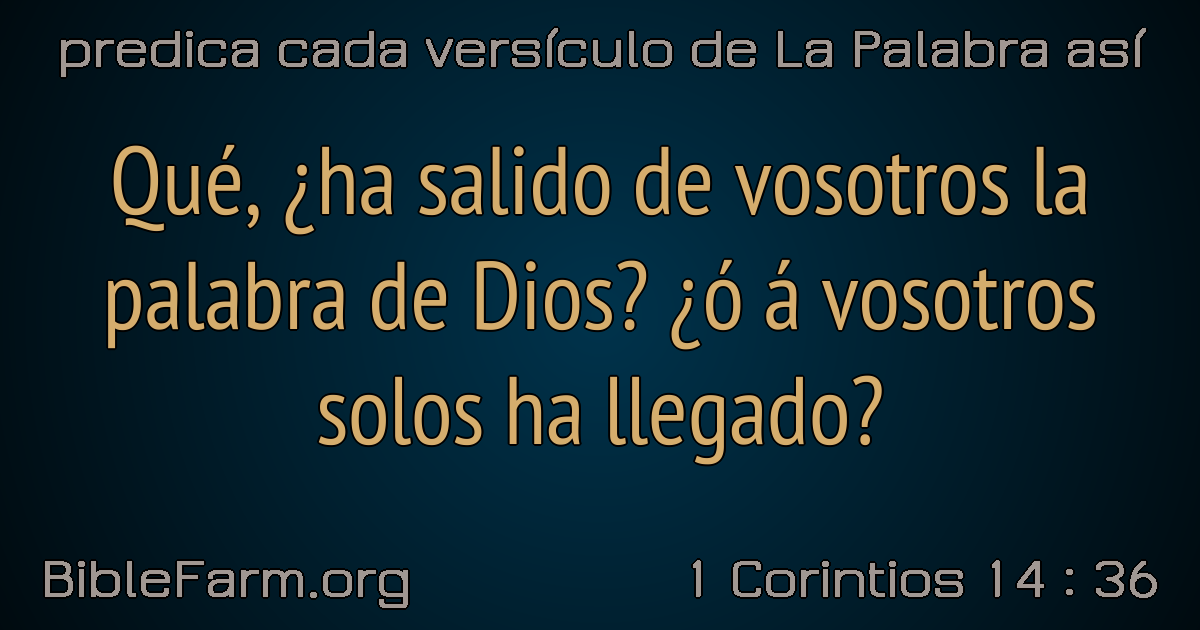 predica cada versículo de La Palabra así
Qué, ¿ha salido de vosotros la
palabra de Dios? ¿ó á vosotros
solos ha llegado?
BibleFarm.org
1 Corintios 14 : 36